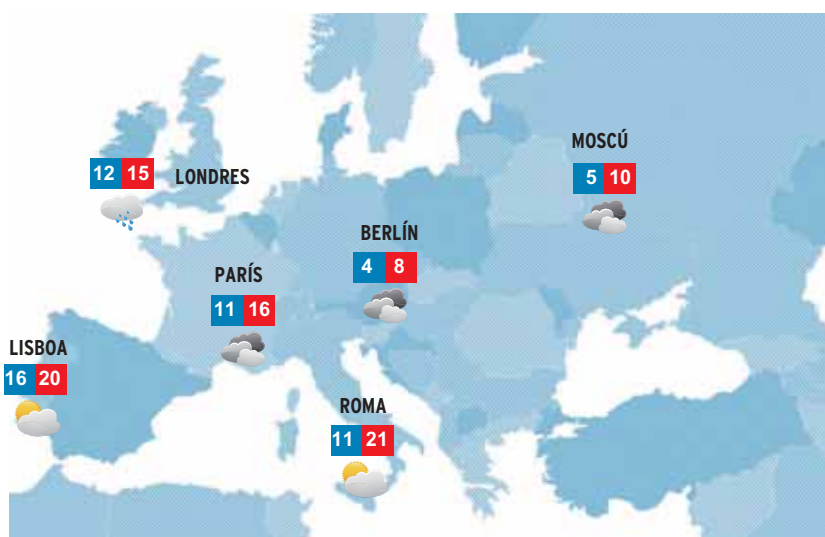 MOSCÚ
5 10
12 15
LONDRES
BERLÍN
4 8
PARÍS
11 16
LISBOA
16 20
ROMA
11 21